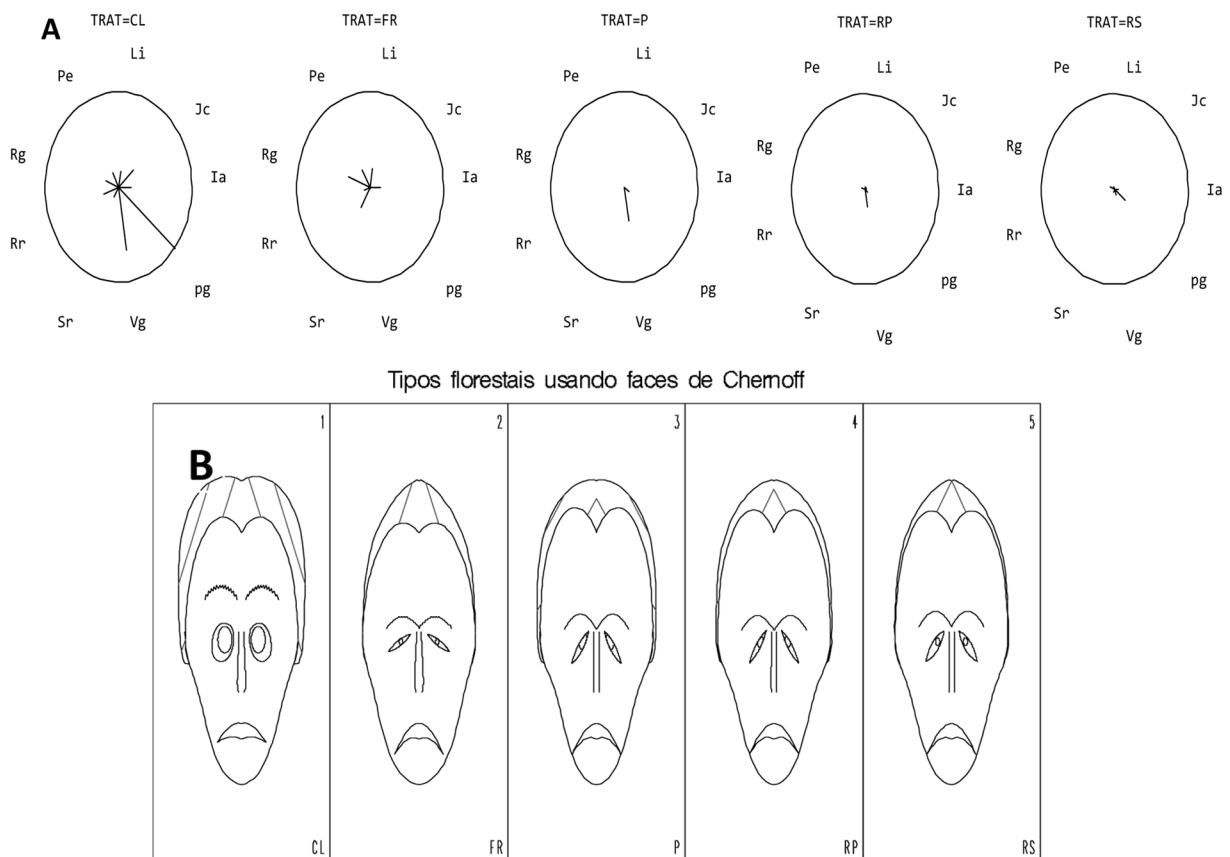 A
TRAT=CL
Li
Pe
Jc
Rg
Ia
Rr
pg
Sr
Vg
TRAT=FR
Li
Pe
Jc
Rg
Ia
Rr
pg
Sr
Vg
TRAT=P
Li
Pe
Jc
Rg
Ia
Rr
pg
Sr
Vg
TRAT=RP
Pe
Li
Jc
Rg
Ia
Rr
pg
Sr
Vg
TRAT=RS
Pe
Li
Jc
Rg
Ia
Rr
pg
Sr
Vg
Tipos florestais usando faces de Chernoff
B
1
2
3
4
5
CL
FR
P
RP
RS